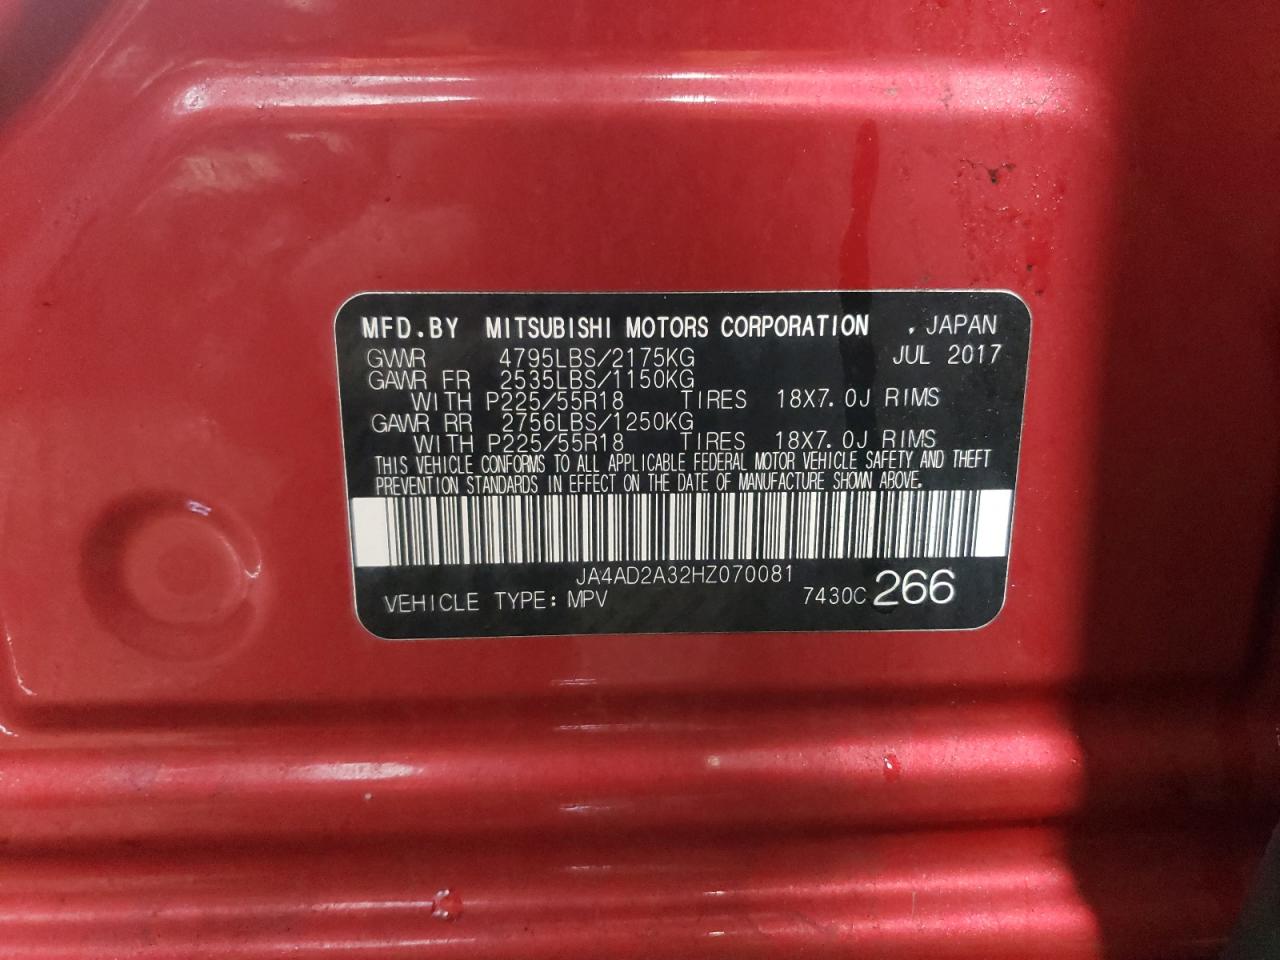 MFD.BY MITSUBISHI MOTORS CORPORATION , JAPAN
GVWR 4795LBS/2175KG JUL 2017
GAWR FR 2535LBS/1150KG
WITH P225/55R18 TIRES 18X7.0J RIMS
GAWR RR 2756LBS/1250KG
WITH P225/55R18 TIRES 18X7.0J RIMS
THIS VEHICLE CONFORMS TO ALL APPLICABLE FEDERAL MOTOR VEHICLE SAFETY AND THEFT
PREVENTION STANDARDS IN EFFECT ON THE DATE OF MANUFACTURE SHOWN ABOVE.
JA4AD2A32HZ070081
VEHICLE TYPE: MPV 7430C 266